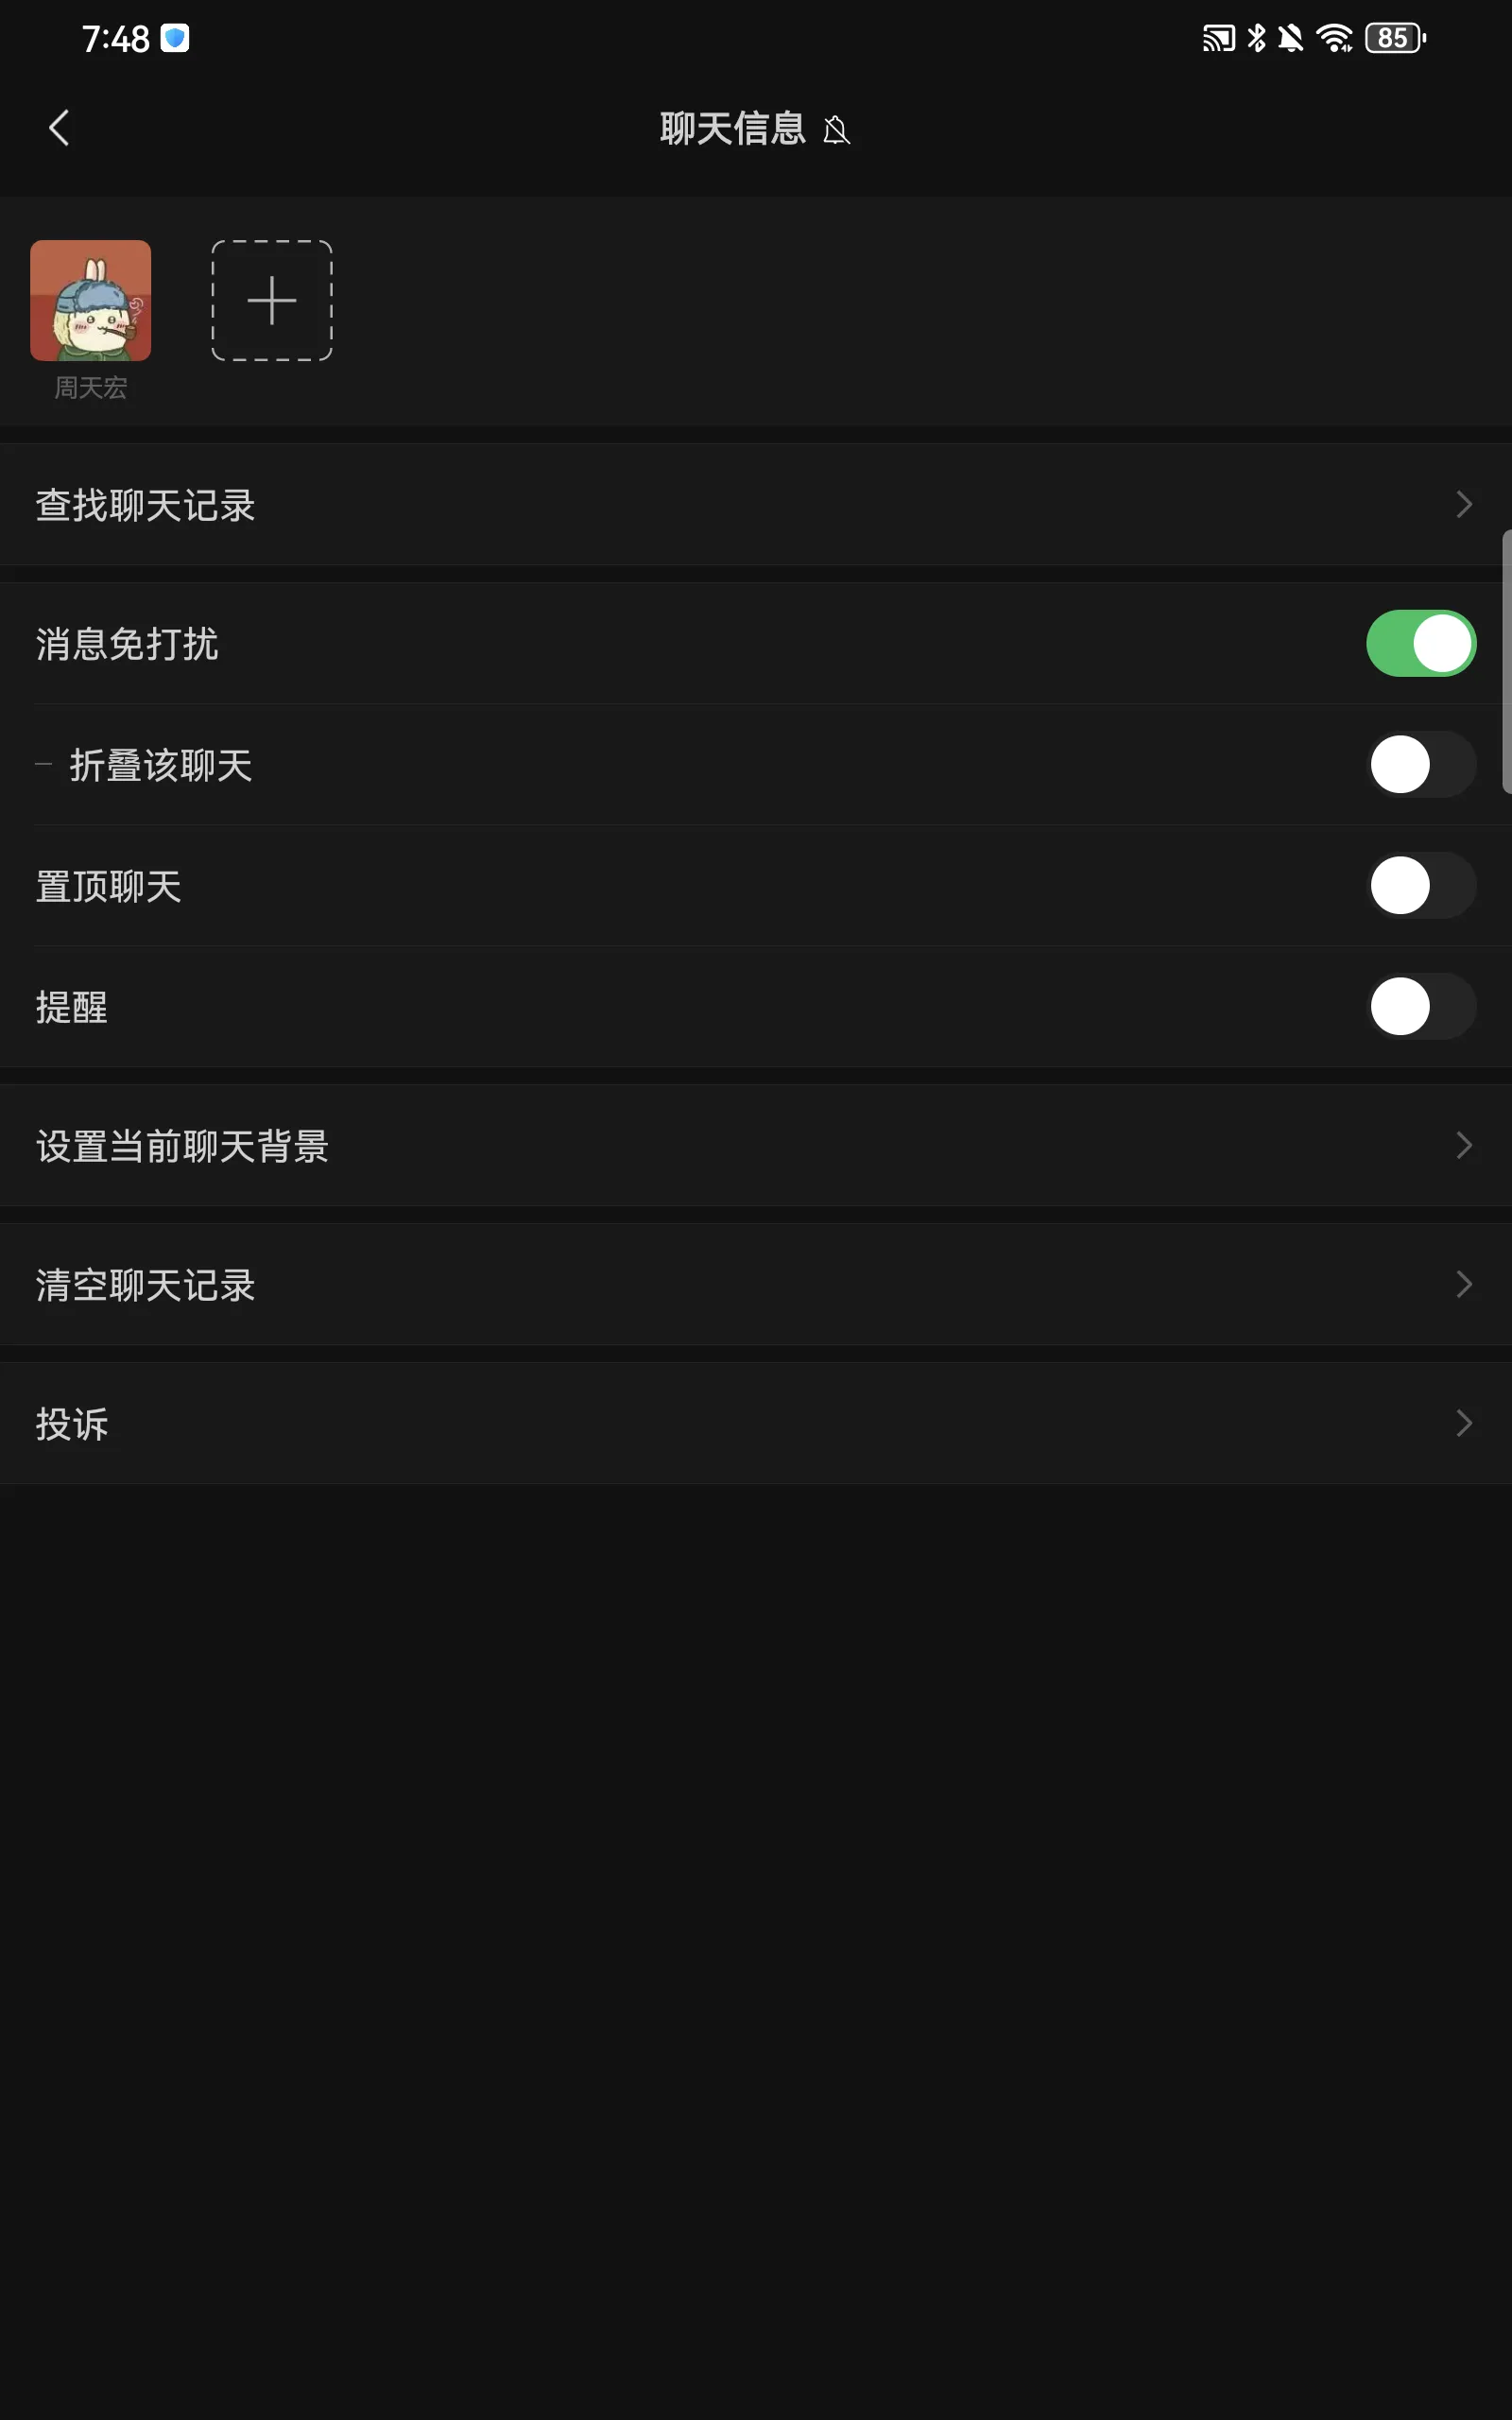 7:48
85
聊天信息
周天宏
查找聊天记录
消息免打扰
折叠该聊天
置顶聊天
提醒
设置当前聊天背景
清空聊天记录
投诉